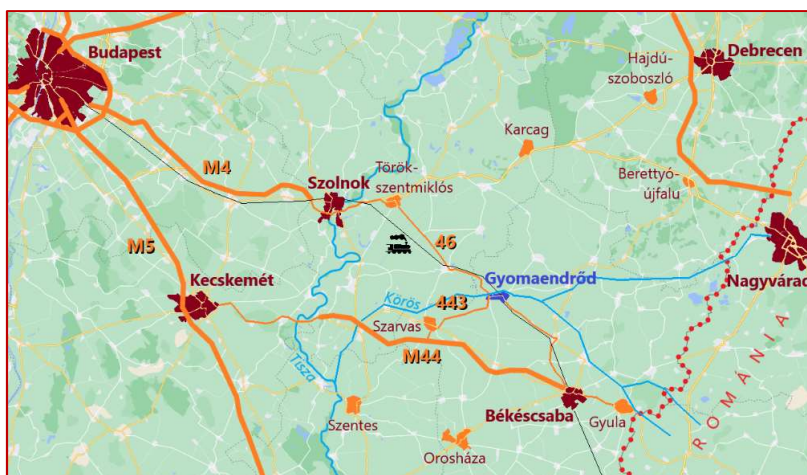 Budapest
Debrecen
Hajdú-
szoboszló
Karcag
M4
Török-
szentmiklós
Szolnok
Berettyó-
újfalu
M5
46
Kecskemét
Gyomaendrőd
Nagyvárad
Körös
443
Szarvas
Tisza
M44
ROMÁNIA
Békéscsaba
Gyula
Szentes
Orosháza